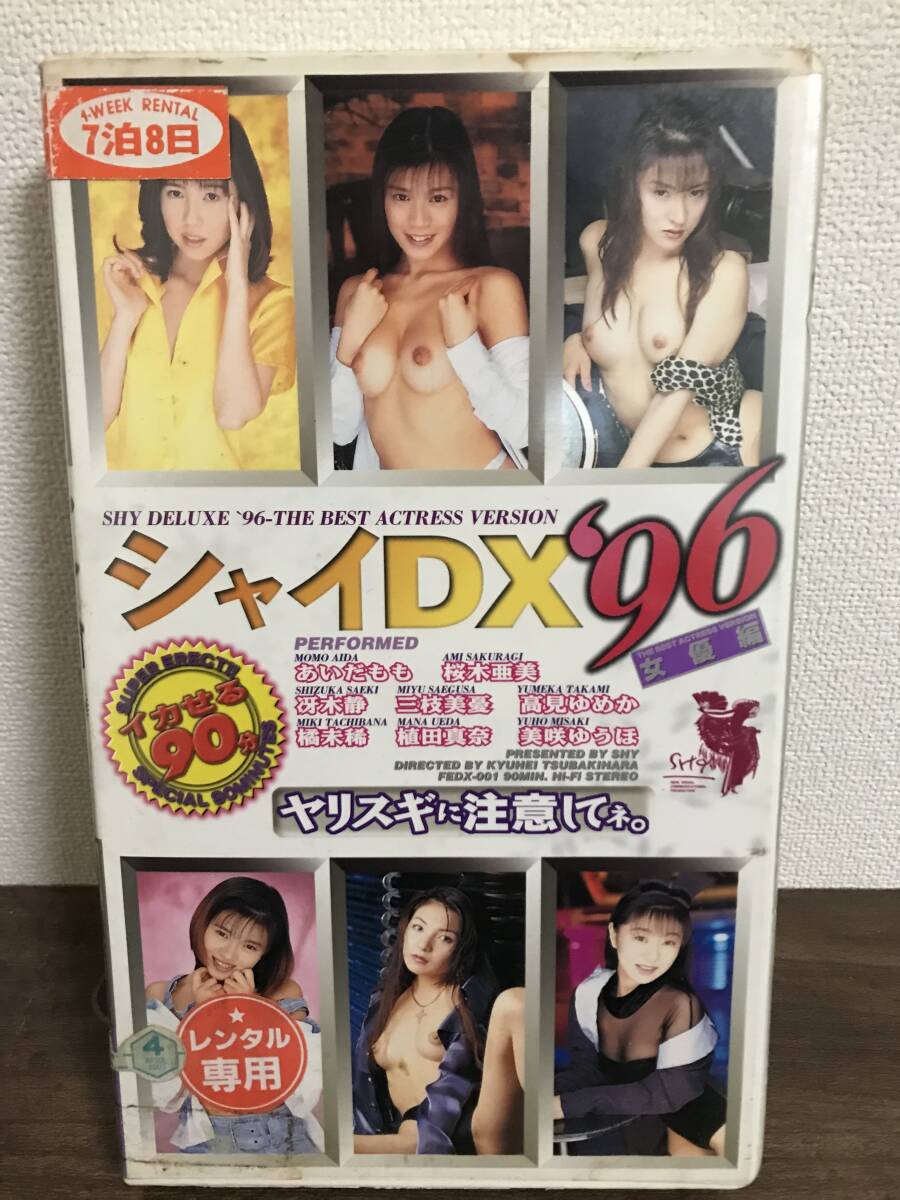 1-WEEK RENTAL
7泊8日
SHY DELUXE `96-THE BEST ACTRESS VERSION
シャイDX'96
THE BEST ACTRESS VERSION
女優編
PERFORMED
MOMO AIDA AMI SAKURAGI
あいだもも 桜木亜美
SHIZUKA SAEKI MIYU SAEGUSA YUMEKA TAKAMI
冴木静 三枝美憂 高見ゆめか
MIKI TACHIBANA MANA UEDA YUHO MISAKI
橘未稀 植田真奈 美咲ゆうほ
SUPER ERECT!!
イカせる
90分
SPECIAL 90MINUTES
PRESENTED BY SHY
DIRECTED BY KYUHEI TSUBAKIHARA
FEDX-001 90MIN. Hi-Fi STEREO
SHY
ヤリスギに注意してネ。
レンタル
専用
4